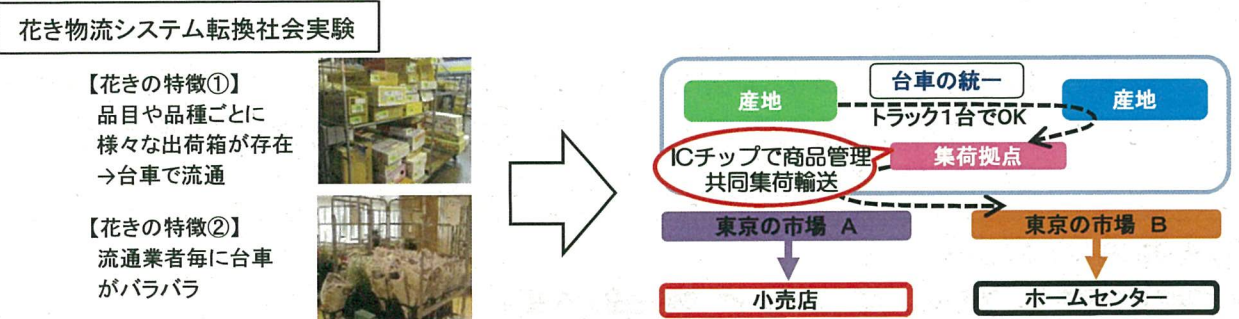 花き物流システム転換社会実験
【花きの特徴①】
品目や品種ごとに
様々な出荷箱が存在
→台車で流通
【花きの特徴②】
流通業者毎に台車
がバラバラ
台車の統一
産地
産地
トラック1台でOK
ICチップで商品管理
共同集荷輸送
集荷拠点
東京の市場 A
東京の市場 B
小売店
ホームセンター